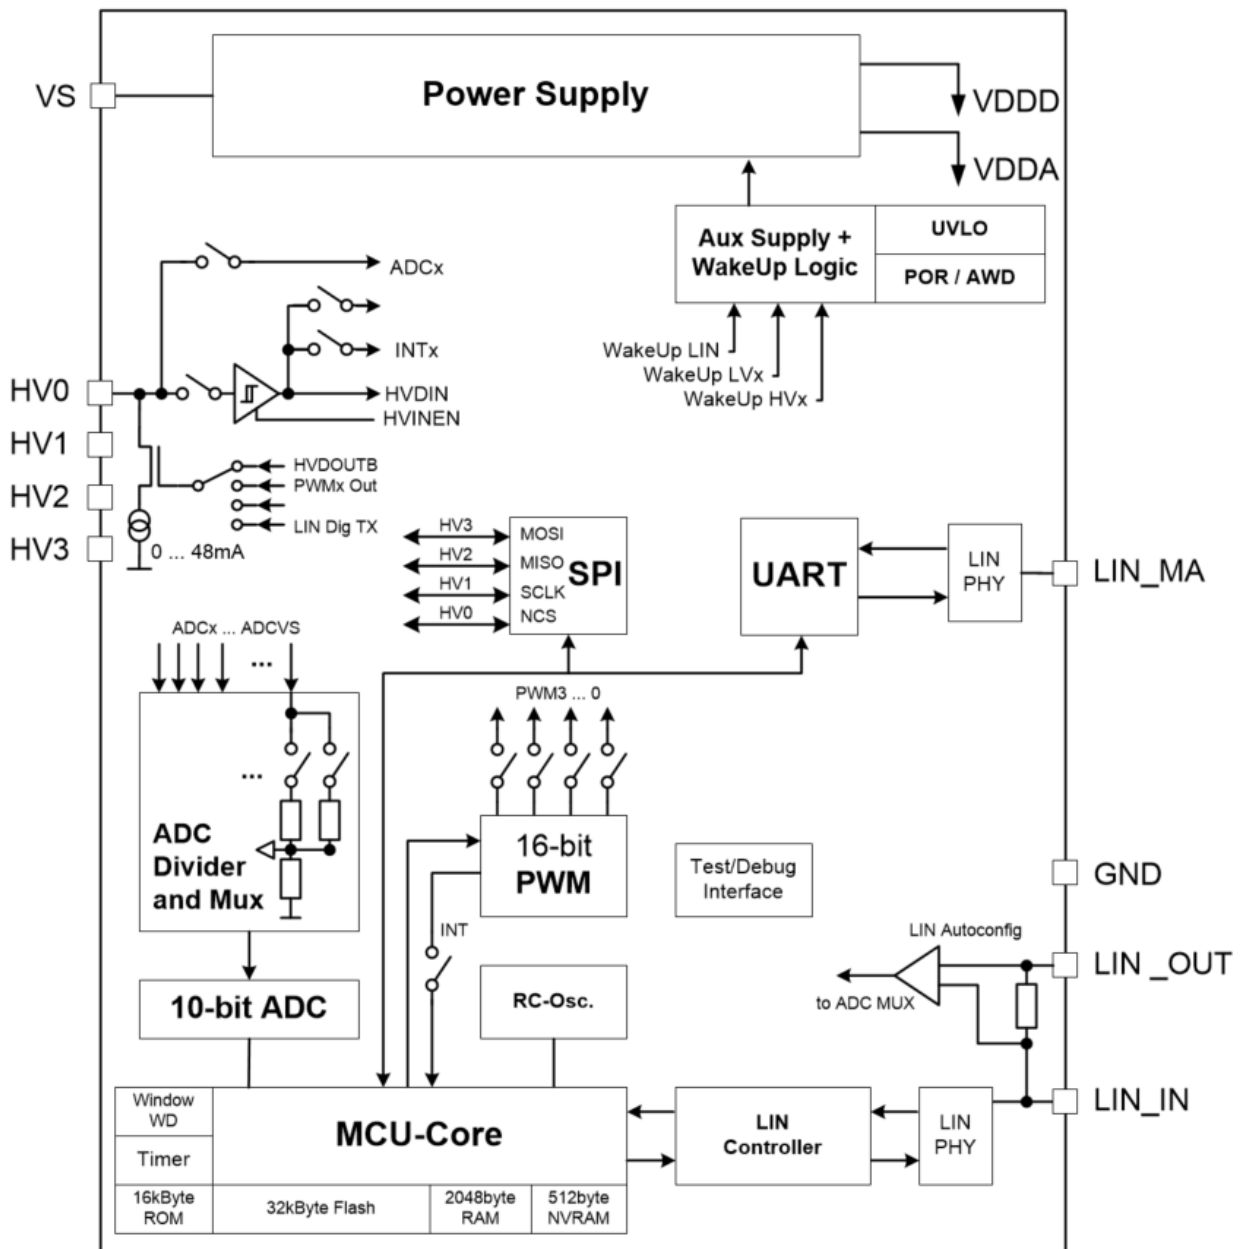 Power Supply
VS
VDDD
VDDA
Aux Supply +
WakeUp Logic
UVLO
POR / AWD
WakeUp LIN
WakeUp LVx
WakeUp HVx
ADCx
INTx
HV0
HVDIN
HVINEN
HV1
HV2
HV3
HVDOUTB
PWMx Out
LIN Dig TX
0 ... 48mA
HV3
HV2
HV1
HV0
MOSI
MISO
SCLK
NCS
SPI
UART
LIN
PHY
LIN_MA
ADCx ... ADCVS
...
...
ADC
Divider
and Mux
PWM3 ... 0
16-bit
PWM
INT
Test/Debug
Interface
GND
LIN Autoconfig
LIN _OUT
to ADC MUX
10-bit ADC
RC-Osc.
LIN_IN
Window
WD
Timer
MCU-Core
16kByte
ROM
32kByte Flash
2048byte
RAM
512byte
NVRAM
LIN
Controller
LIN
PHY